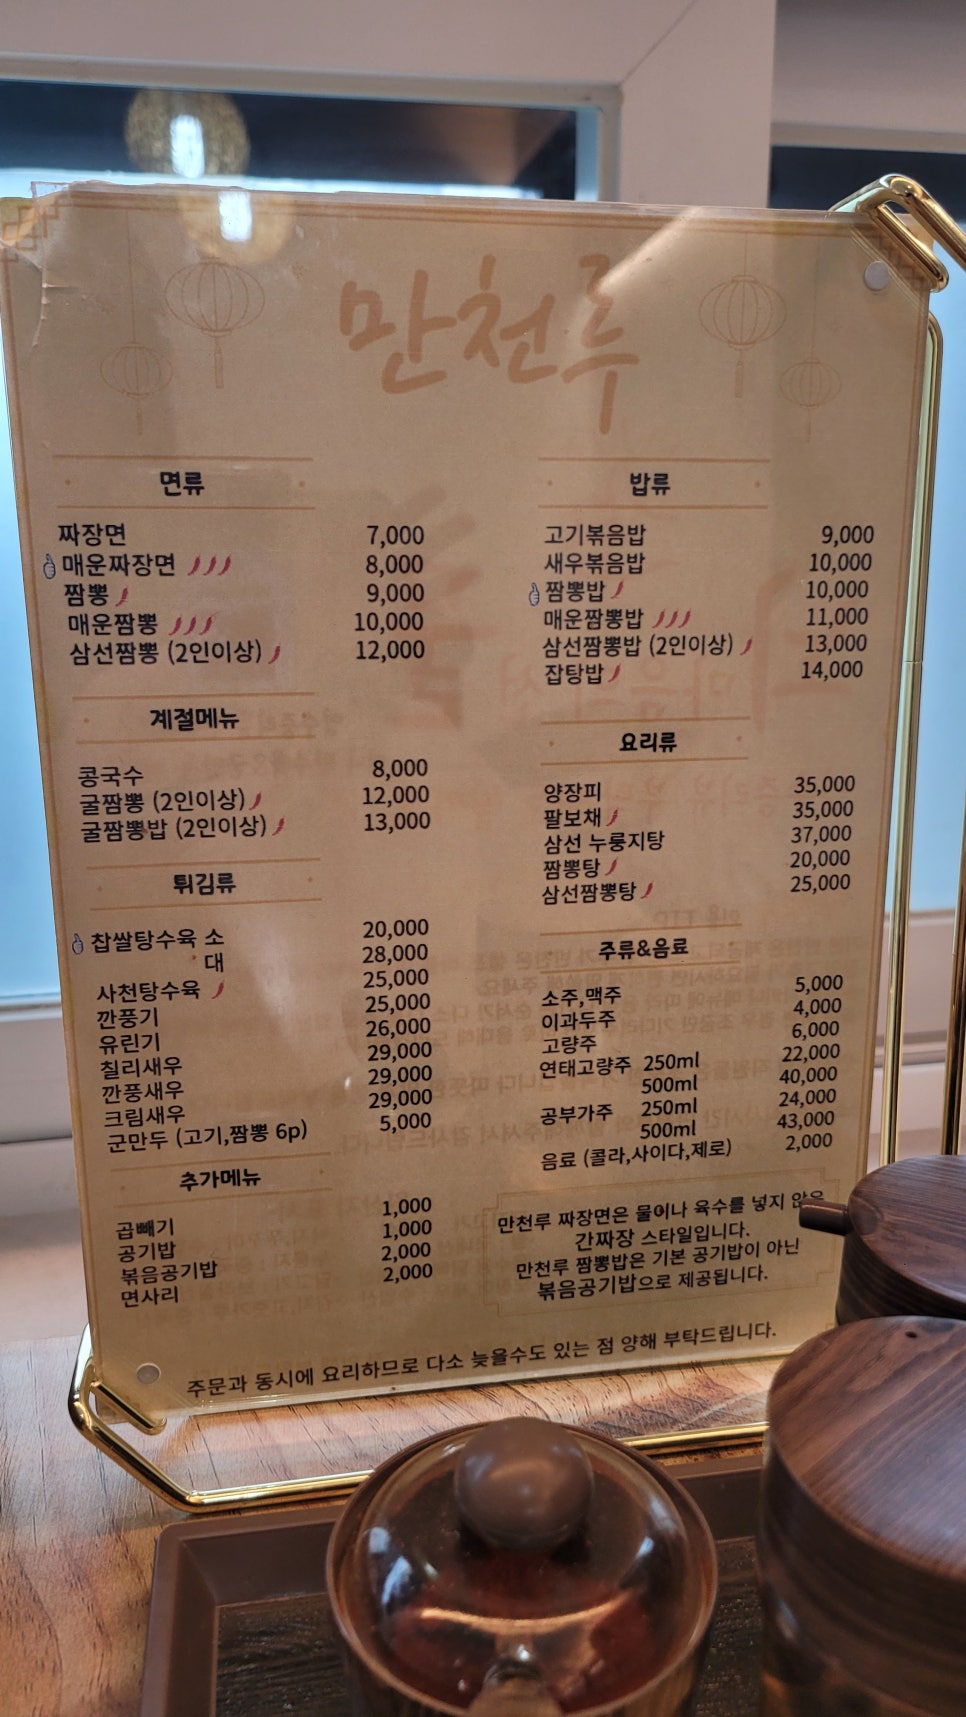 만천루
면류
짜장면 7,000
매운짜장면 8,000
짬뽕 9,000
매운짬뽕 10,000
삼선짬뽕 (2인이상) 12,000
계절메뉴
콩국수 8,000
굴짬뽕 (2인이상) 12,000
굴짬뽕밥 (2인이상) 13,000
튀김류
찹쌀탕수육 소 20,000
대 28,000
사천탕수육 25,000
깐풍기 25,000
유린기 26,000
칠리새우 29,000
깐풍새우 29,000
크림새우 29,000
군만두 (고기,짬뽕 6p) 5,000
추가메뉴
곱빼기 1,000
공기밥 1,000
볶음공기밥 2,000
면사리 2,000
밥류
고기볶음밥 9,000
새우볶음밥 10,000
짬뽕밥 10,000
매운짬뽕밥 11,000
삼선짬뽕밥 (2인이상) 13,000
잡탕밥 14,000
요리류
양장피 35,000
팔보채 35,000
삼선 누룽지탕 37,000
짬뽕탕 20,000
삼선짬뽕탕 25,000
주류&음료
소주,맥주 5,000
이과두주 4,000
고량주 6,000
연태고량주 250ml 22,000
500ml 40,000
공부가주 250ml 24,000
500ml 43,000
음료 (콜라,사이다,제로) 2,000
만천루 짜장면은 물이나 육수를 넣지 않은
간짜장 스타일입니다.
만천루 짬뽕밥은 기본 공기밥이 아닌
볶음공기밥으로 제공됩니다.
주문과 동시에 요리하므로 다소 늦을수도 있는 점 양해 부탁드립니다.